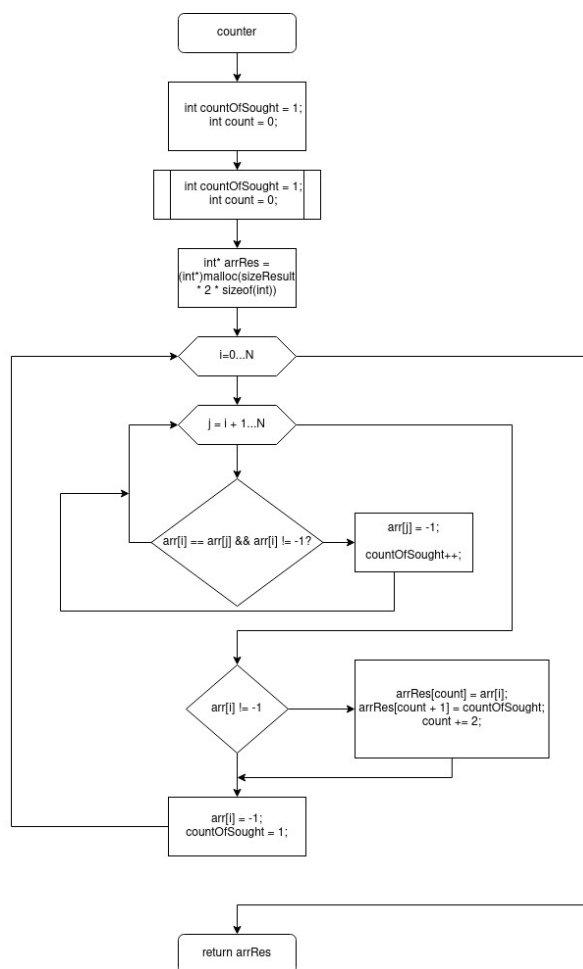 counter
int countOfSought = 1;
int count = 0;
int countOfSought = 1;
int count = 0;
int* arrRes =
(int*)malloc(sizeResult
* 2 * sizeof(int))
i=0...N
j = i + 1...N
arr[i] == arr[j] && arr[i] != -1?
arr[j] = -1;
countOfSought++;
arr[i] != -1
arrRes[count] = arr[i];
arrRes[count + 1] = countOfSought;
count += 2;
arr[i] = -1;
countOfSought = 1;
return arrRes